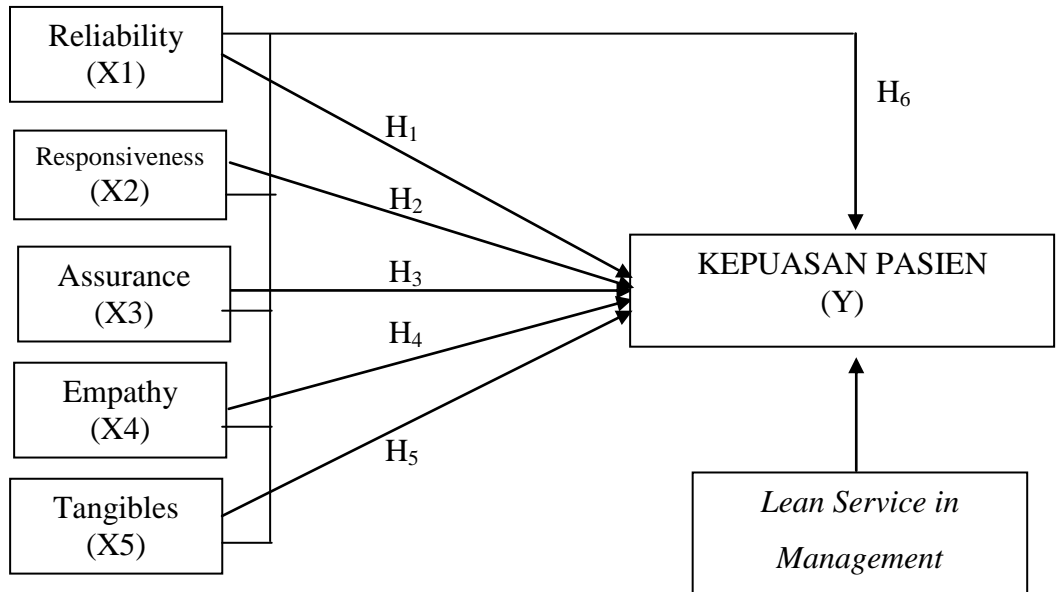 Reliability
(X1)
H₆
H₁
Responsiveness
(X2)
H₂
KEPUASAN PASIEN
(Y)
Assurance
(X3)
H₃
H₄
Empathy
(X4)
H₅
Tangibles
(X5)
Lean Service in
Management